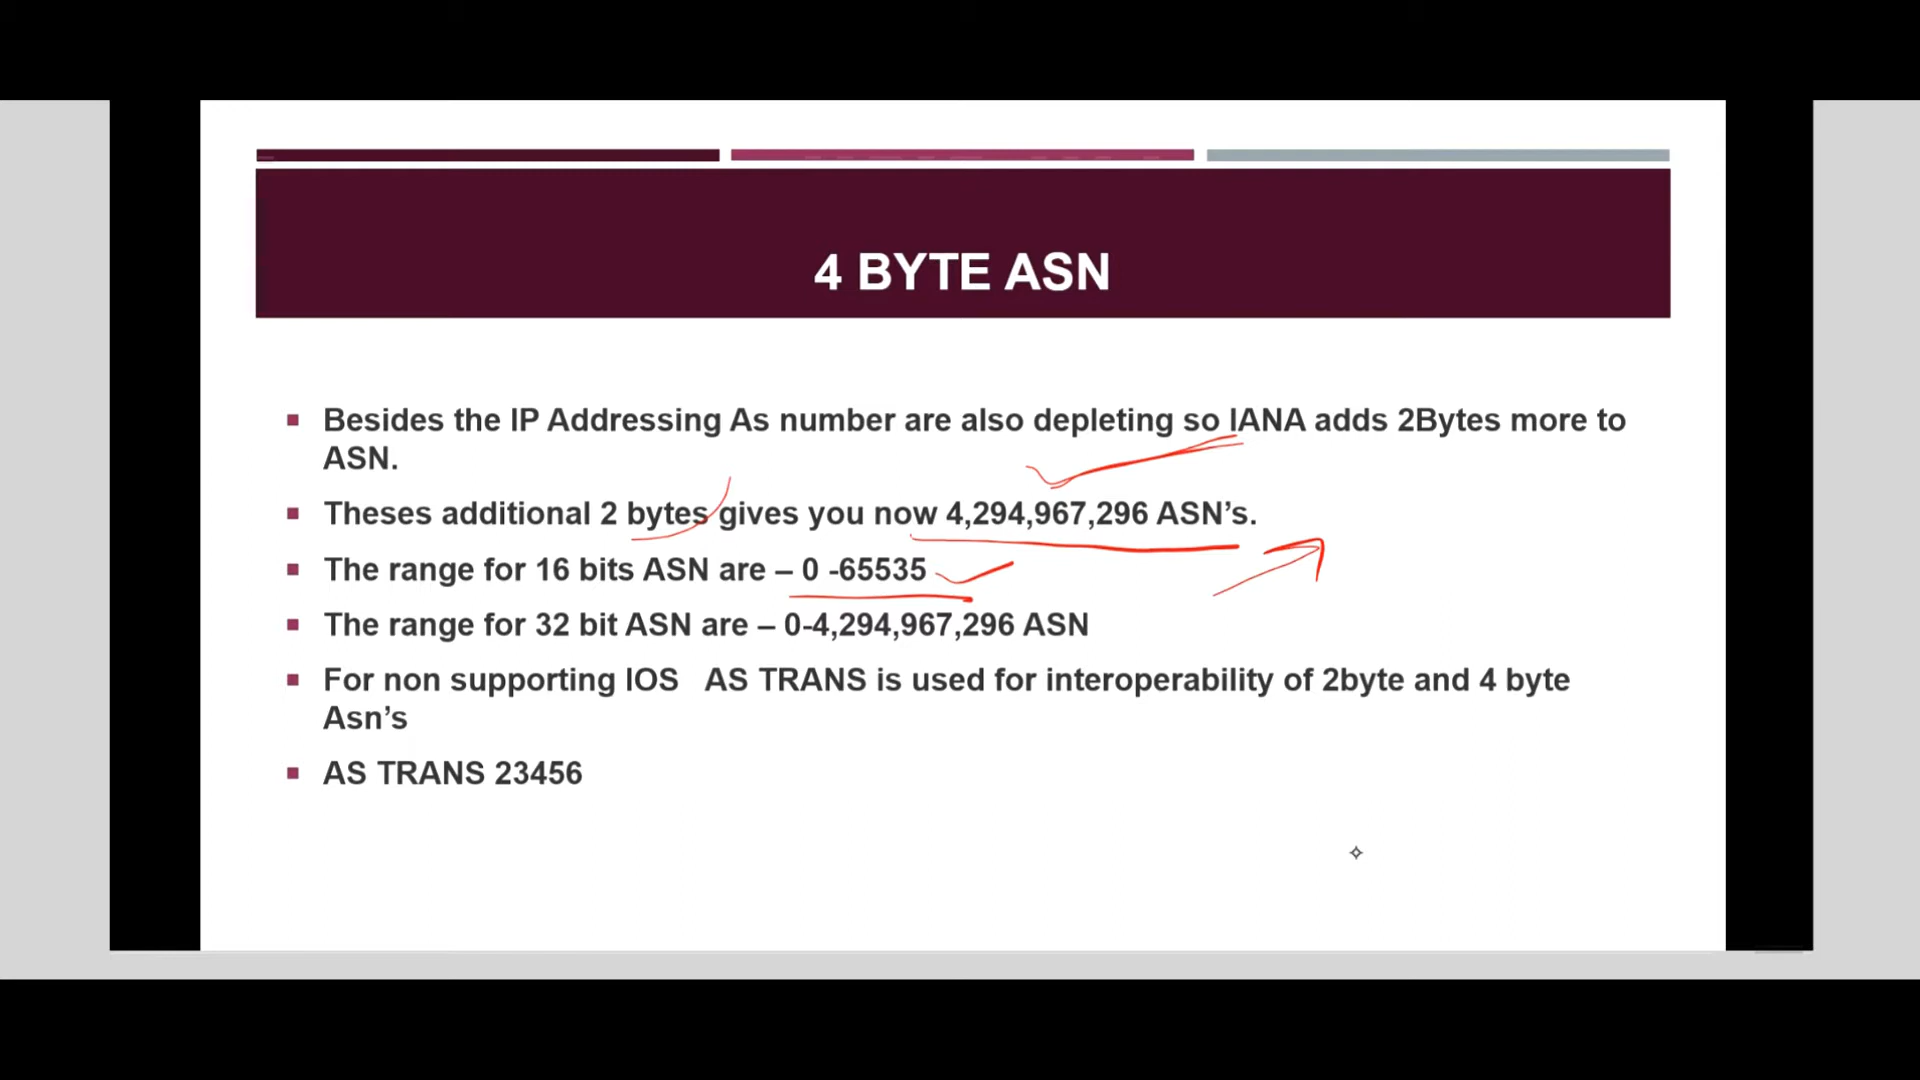 4 BYTE ASN
Besides the IP Addressing As number are also depleting so IANA adds 2Bytes more to
ASN.
Theses additional 2 bytes gives you now 4,294,967,296 ASN’s.
The range for 16 bits ASN are – 0 -65535
The range for 32 bit ASN are – 0-4,294,967,296 ASN
For non supporting IOS   AS TRANS is used for interoperability of 2byte and 4 byte
Asn’s
AS TRANS 23456